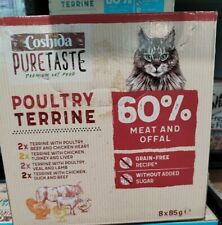 Coshida
PURETASTE
PREMIUM CAT FOOD
POULTRY
TERRINE
2x TERRINE WITH POULTRY
BEEF AND CHICKEN HEART
2x TERRINE WITH CHICKEN,
TURKEY AND LIVER
2x TERRINE WITH POULTRY,
VEAL AND LAMB
2x TERRINE WITH CHICKEN,
DUCK AND BEEF
60%
MEAT AND
OFFAL
GRAIN-FREE
RECIPE*
WITHOUT ADDED
SUGAR
8x85g e